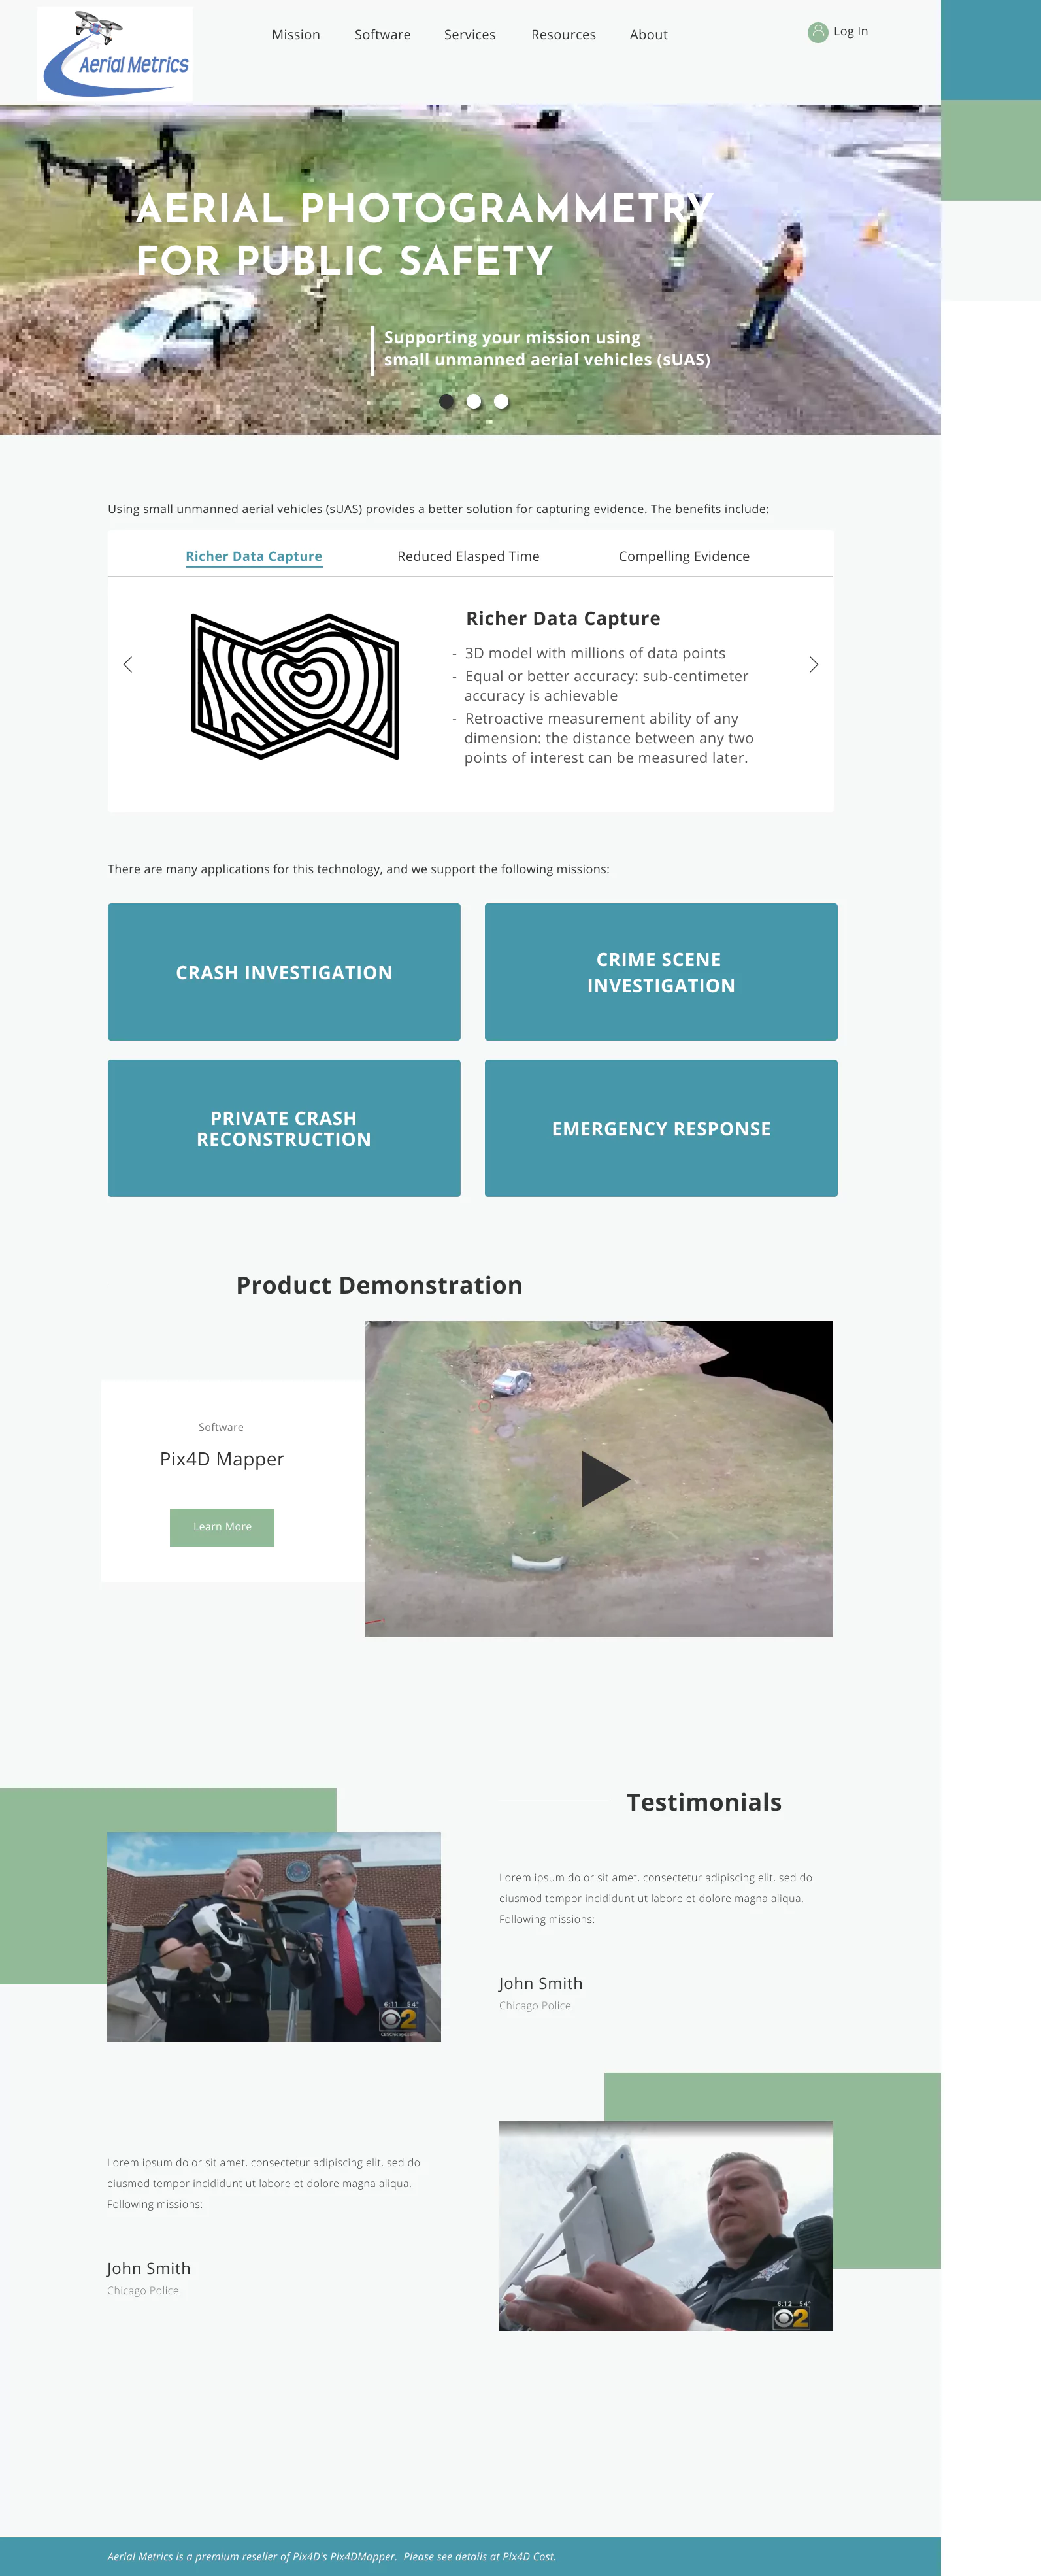 Aerial Metrics
Mission
Software
Services
Resources
About
Log In
AERIAL PHOTOGRAMMETRY
FOR PUBLIC SAFETY
Supporting your mission using
small unmanned aerial vehicles (sUAS)
Using small unmanned aerial vehicles (sUAS) provides a better solution for capturing evidence. The benefits include:
Richer Data Capture
Reduced Elasped Time
Compelling Evidence
Richer Data Capture
- 3D model with millions of data points
- Equal or better accuracy: sub-centimeter
accuracy is achievable
- Retroactive measurement ability of any
dimension: the distance between any two
points of interest can be measured later.
There are many applications for this technology, and we support the following missions:
CRASH INVESTIGATION
CRIME SCENE
INVESTIGATION
PRIVATE CRASH
RECONSTRUCTION
EMERGENCY RESPONSE
Product Demonstration
Software
Pix4D Mapper
Learn More
Testimonials
Lorem ipsum dolor sit amet, consectetur adipiscing elit, sed do
eiusmod tempor incididunt ut labore et dolore magna aliqua.
Following missions:
John Smith
Chicago Police
6:11 54°
2
Lorem ipsum dolor sit amet, consectetur adipiscing elit, sed do
eiusmod tempor incididunt ut labore et dolore magna aliqua.
Following missions:
John Smith
Chicago Police
6:12 54°
2
Aerial Metrics is a premium reseller of Pix4D's Pix4DMapper. Please see details at Pix4D Cost.